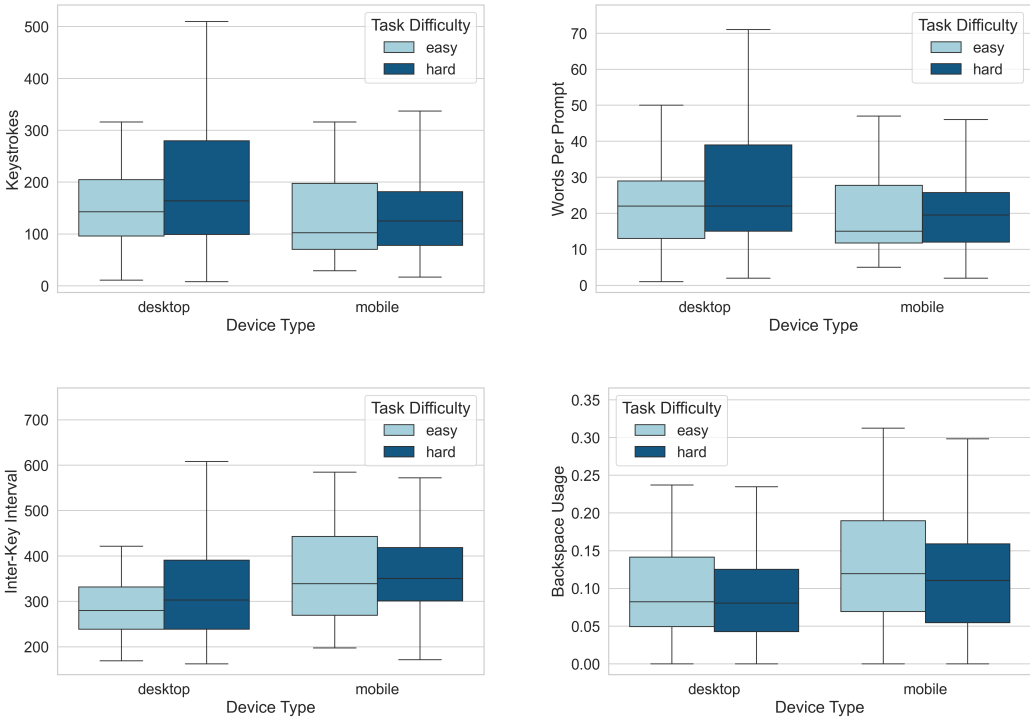 500
400
300
200
100
0
Keystrokes
Task Difficulty
easy
hard
desktop
mobile
Device Type
70
60
50
40
30
20
10
0
Words Per Prompt
Task Difficulty
easy
hard
desktop
mobile
Device Type
700
600
500
400
300
200
Inter-Key Interval
Task Difficulty
easy
hard
desktop
mobile
Device Type
0.35
0.30
0.25
0.20
0.15
0.10
0.05
0.00
Backspace Usage
Task Difficulty
easy
hard
desktop
mobile
Device Type